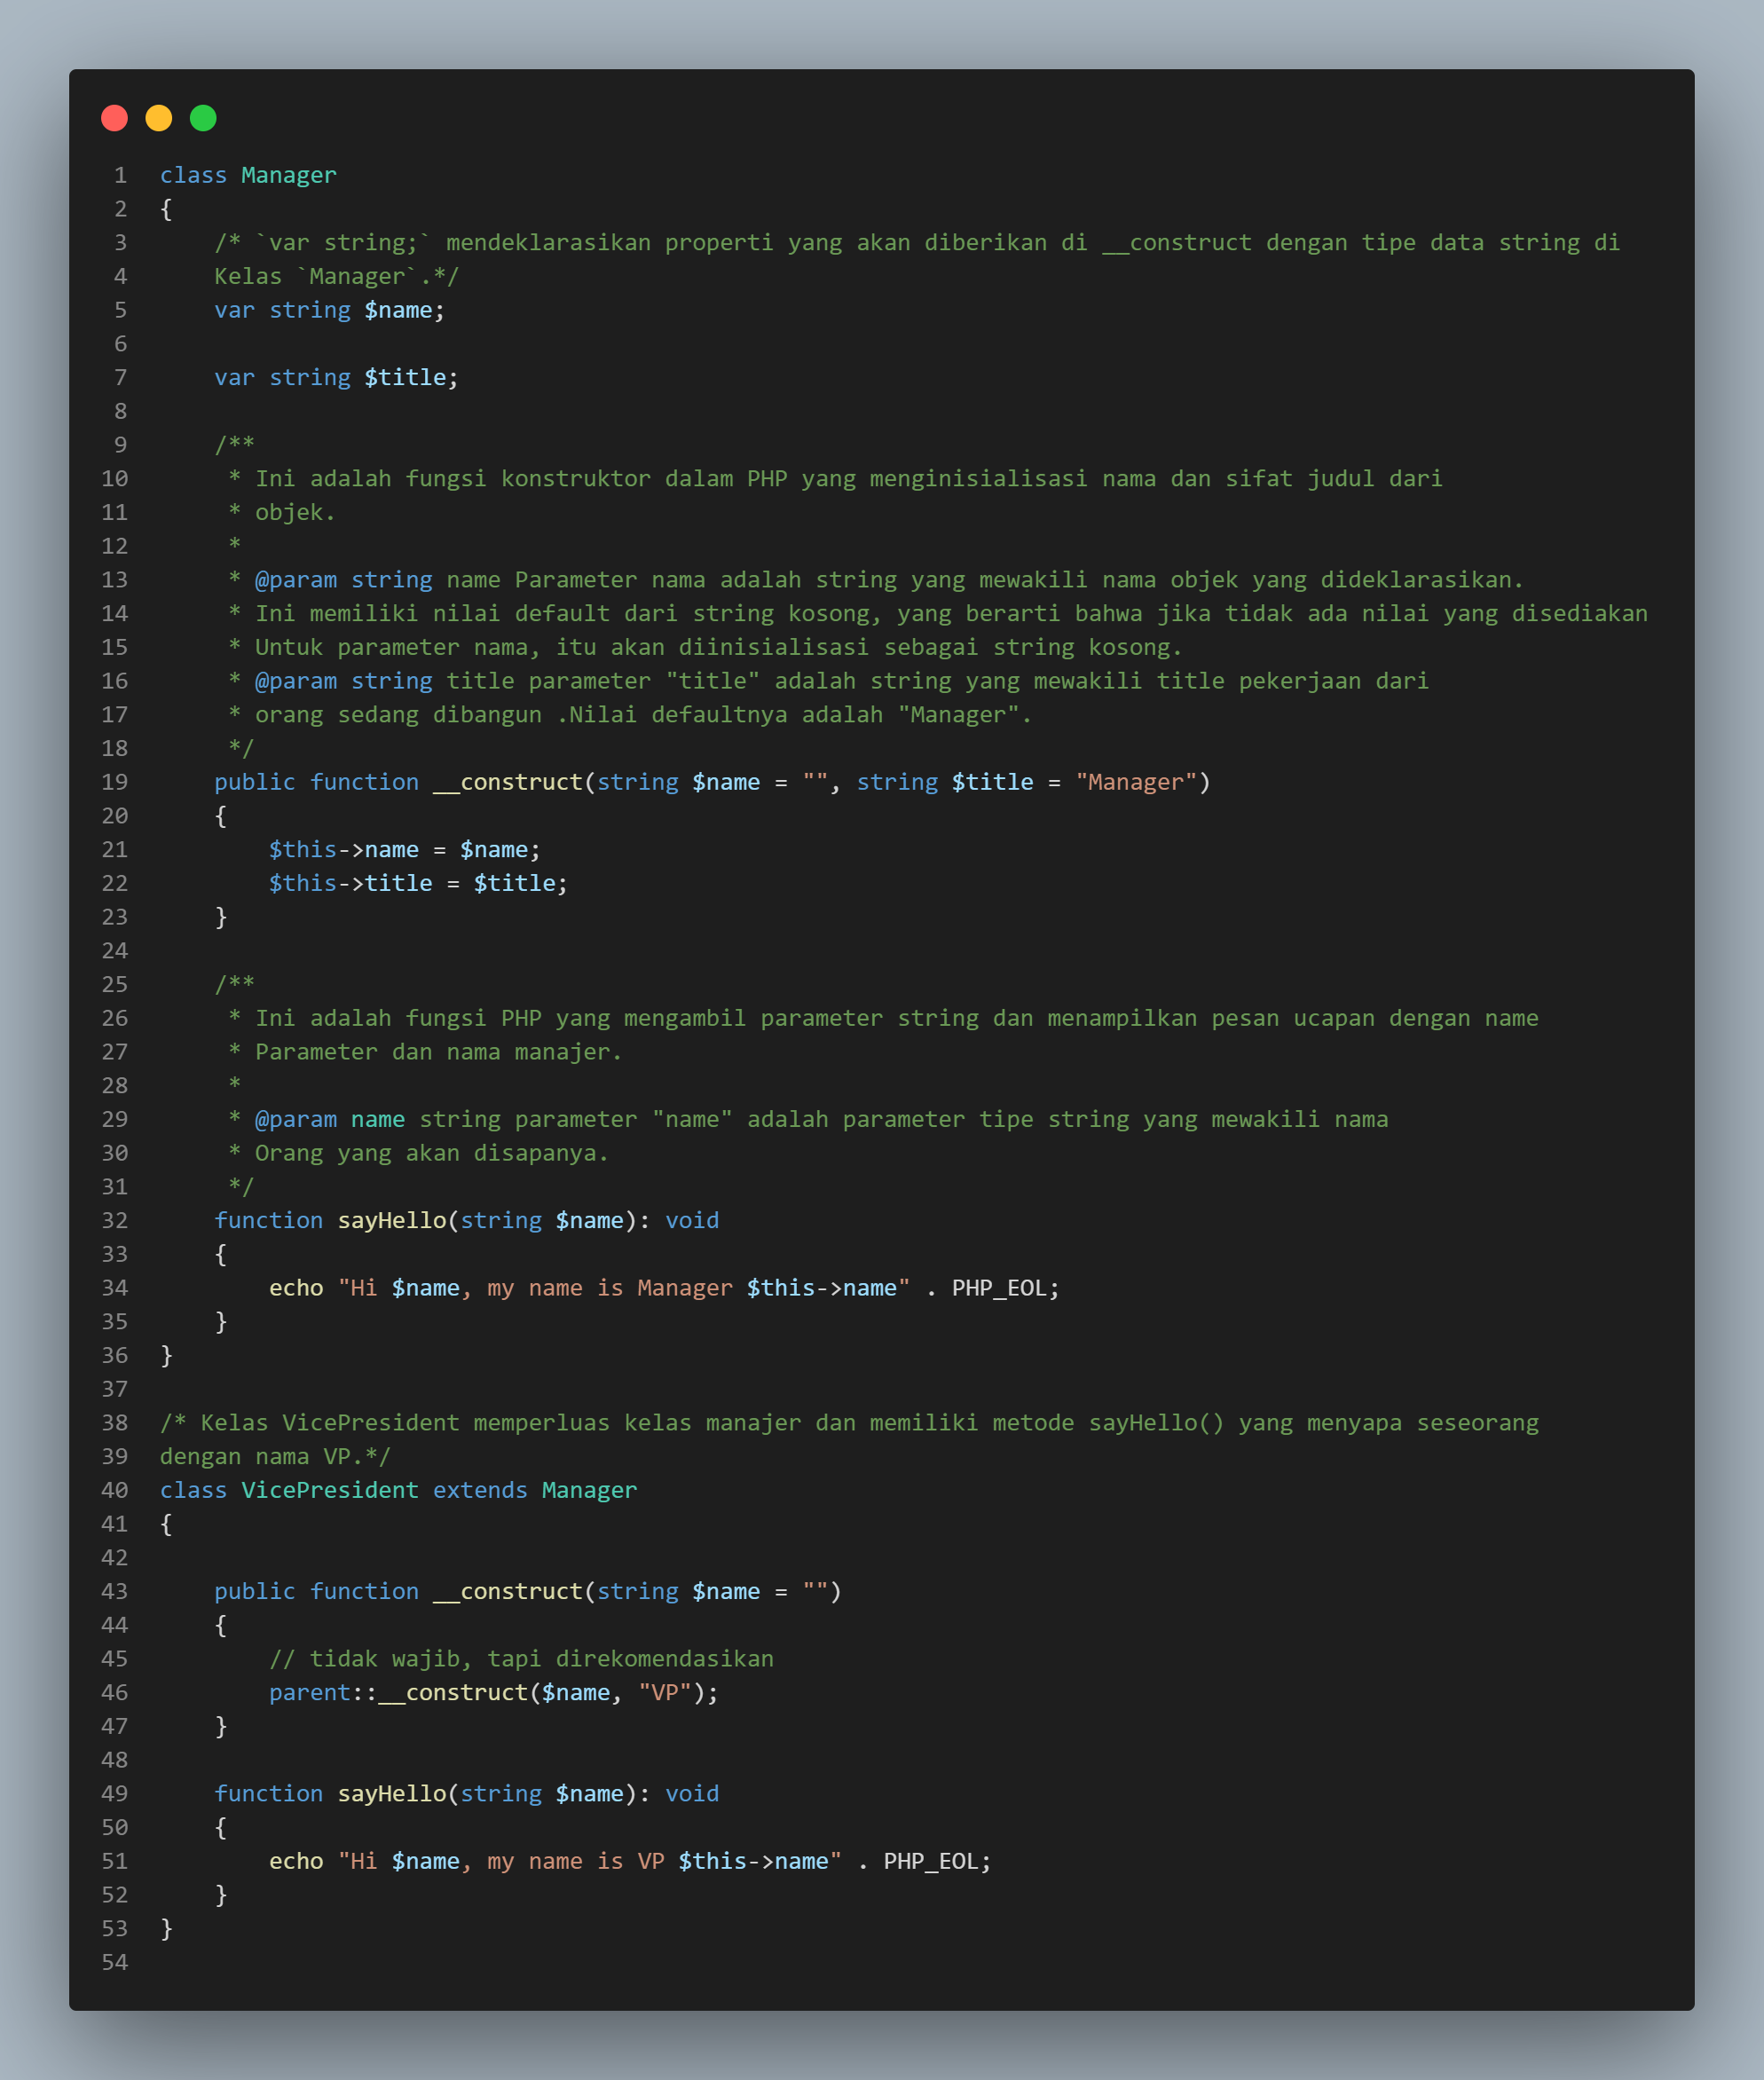 1 class Manager
2 {
3     /* `var string;` mendeklarasikan properti yang akan diberikan di __construct dengan tipe data string di
4     Kelas `Manager`.*/
5     var string $name;
6
7     var string $title;
8
9     /**
10      * Ini adalah fungsi konstruktor dalam PHP yang menginisialisasi nama dan sifat judul dari
11      * objek.
12      *
13      * @param string name Parameter nama adalah string yang mewakili nama objek yang dideklarasikan.
14      * Ini memiliki nilai default dari string kosong, yang berarti bahwa jika tidak ada nilai yang disediakan
15      * Untuk parameter nama, itu akan diinisialisasi sebagai string kosong.
16      * @param string title parameter "title" adalah string yang mewakili title pekerjaan dari
17      * orang sedang dibangun .Nilai defaultnya adalah "Manager".
18      */
19     public function __construct(string $name = "", string $title = "Manager")
20     {
21         $this->name = $name;
22         $this->title = $title;
23     }
24
25     /**
26      * Ini adalah fungsi PHP yang mengambil parameter string dan menampilkan pesan ucapan dengan name
27      * Parameter dan nama manajer.
28      *
29      * @param name string parameter "name" adalah parameter tipe string yang mewakili nama
30      * Orang yang akan disapanya.
31      */
32     function sayHello(string $name): void
33     {
34         echo "Hi $name, my name is Manager $this->name" . PHP_EOL;
35     }
36 }
37
38 /* Kelas VicePresident memperluas kelas manajer dan memiliki metode sayHello() yang menyapa seseorang
39 dengan nama VP.*/
40 class VicePresident extends Manager
41 {
42
43     public function __construct(string $name = "")
44     {
45         // tidak wajib, tapi direkomendasikan
46         parent::__construct($name, "VP");
47     }
48
49     function sayHello(string $name): void
50     {
51         echo "Hi $name, my name is VP $this->name" . PHP_EOL;
52     }
53 }
54